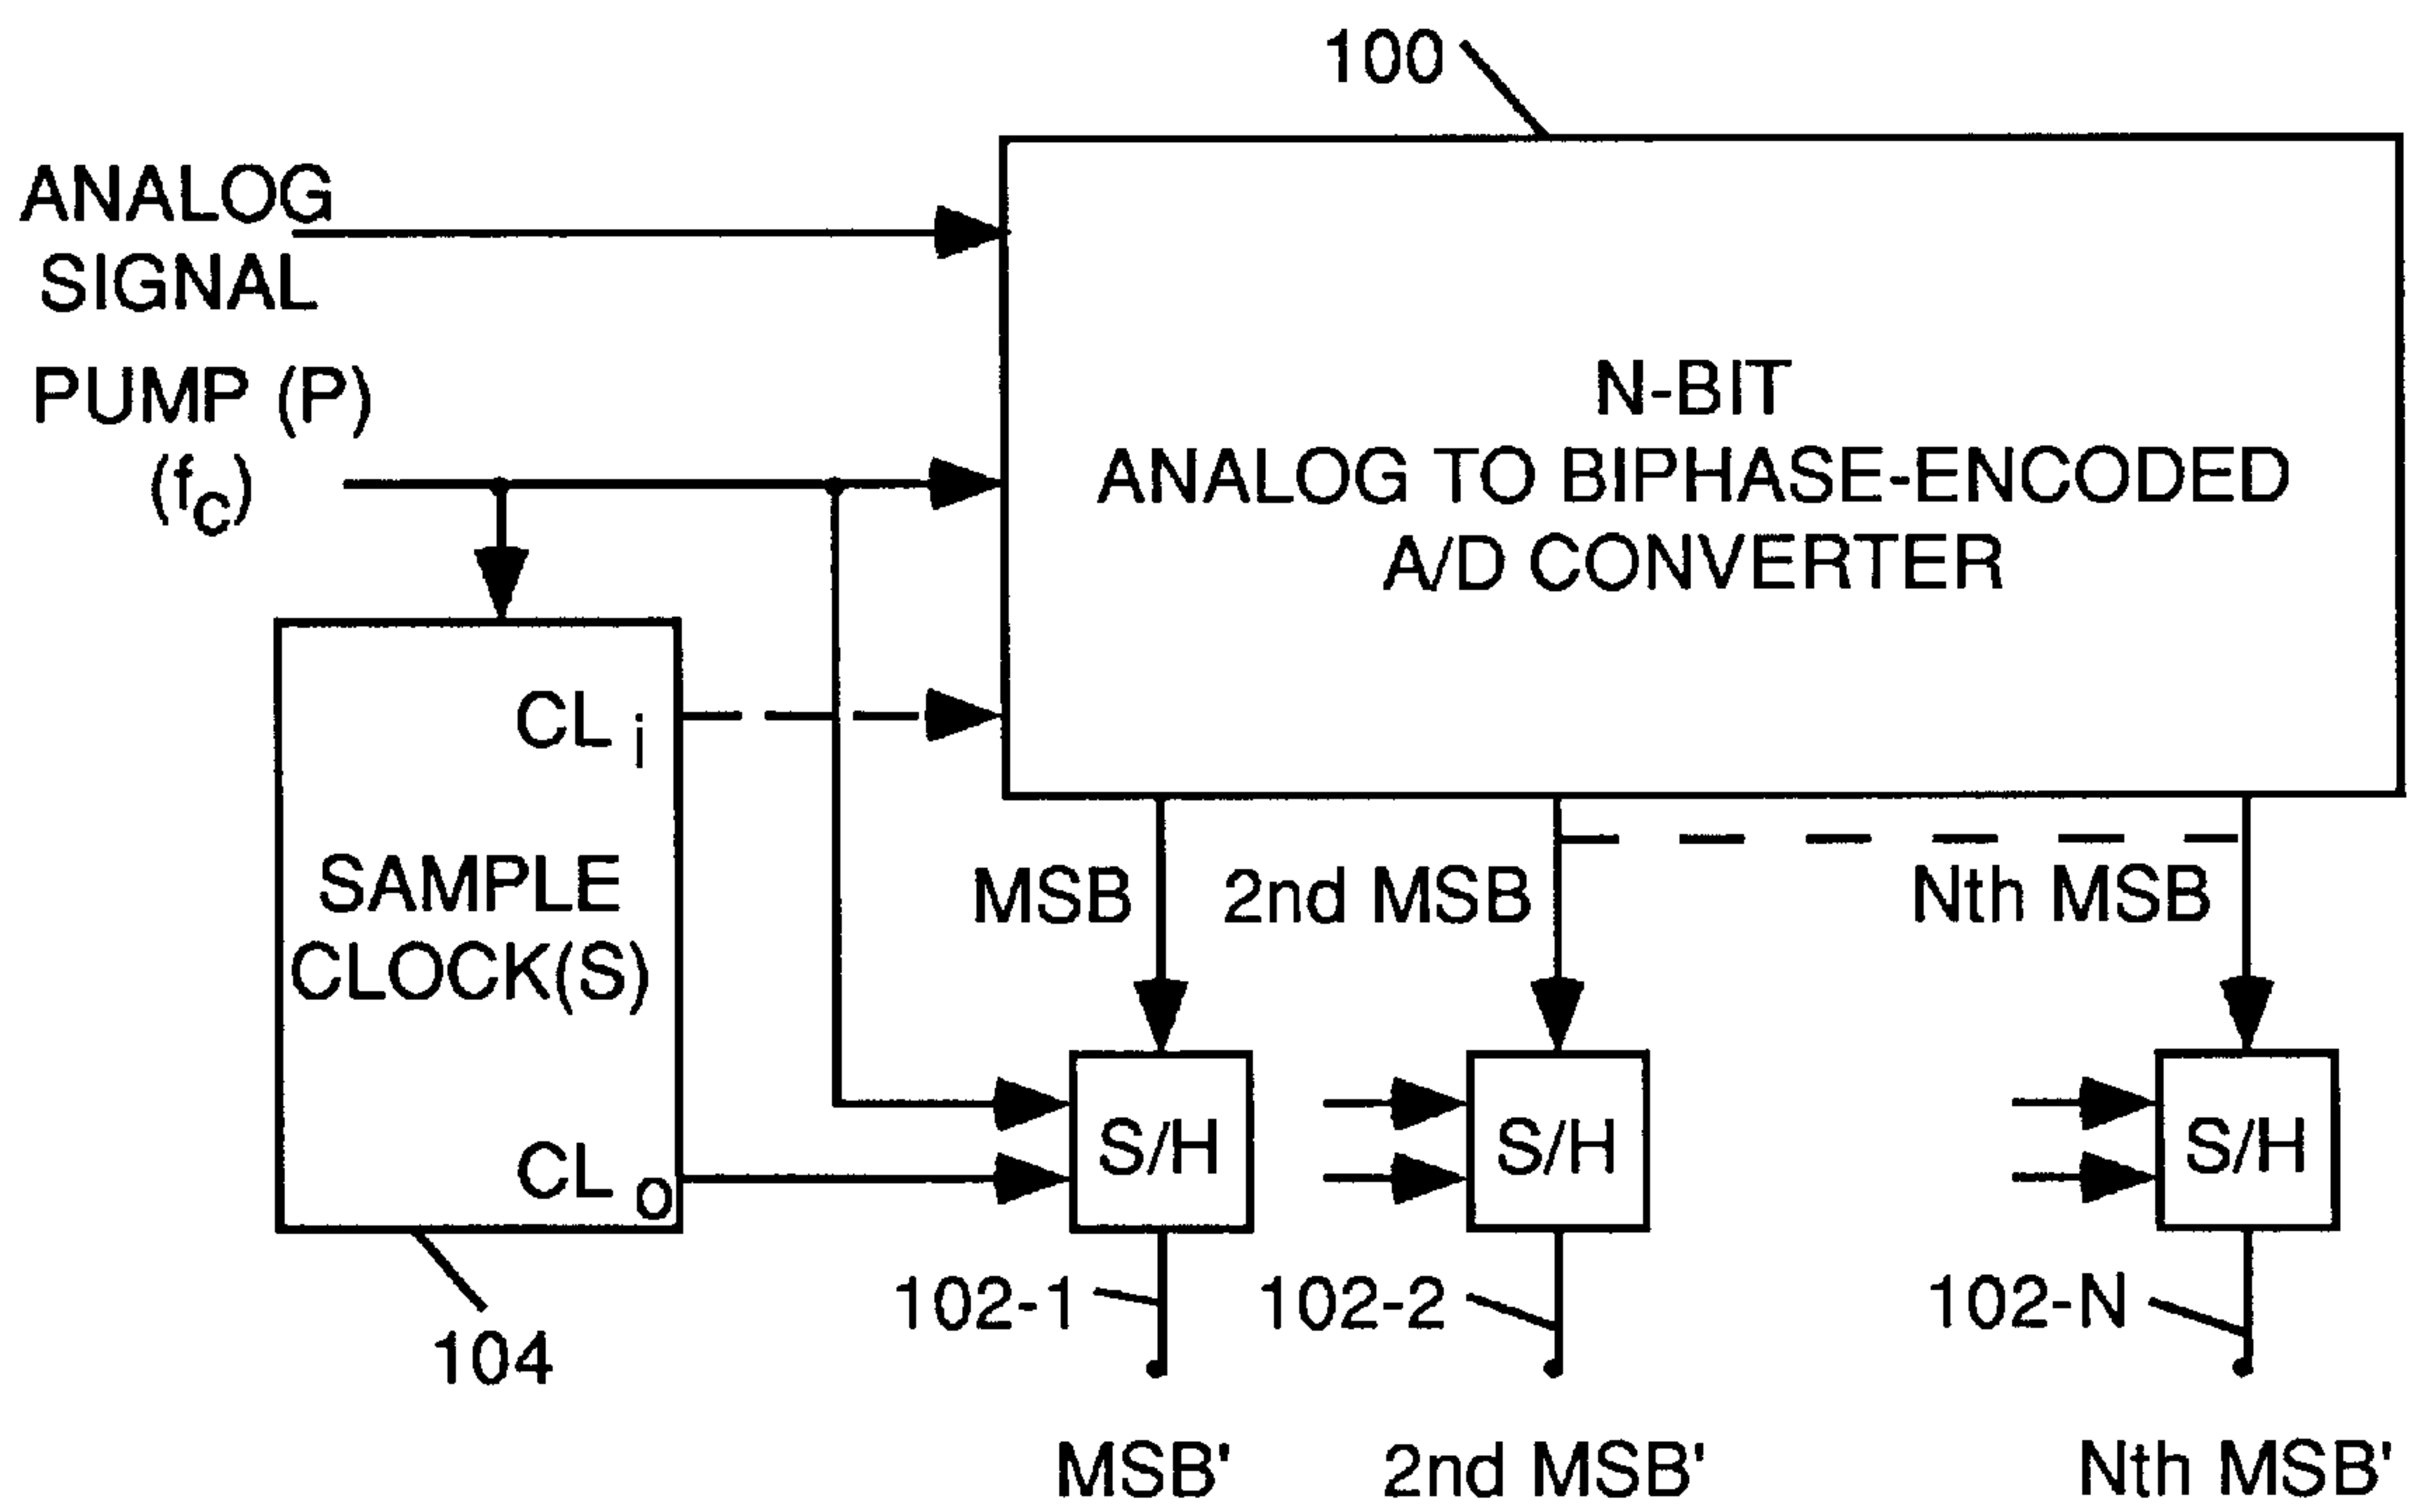 100
ANALOG
SIGNAL
PUMP (P)
(fc)
N-BIT
ANALOG TO BIPHASE-ENCODED
A/D CONVERTER
CL i
SAMPLE
CLOCK(S)
CL o
104
MSB
2nd MSB
Nth MSB
S/H
S/H
S/H
102-1
102-2
102-N
MSB'
2nd MSB'
Nth MSB'